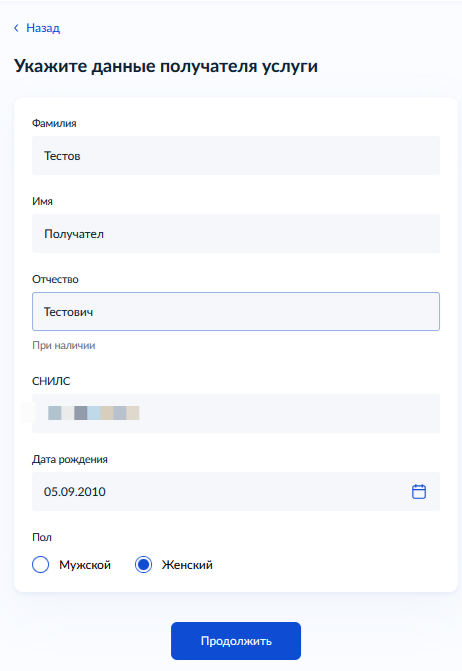 Назад
Укажите данные получателя услуги
Фамилия
Тестов
Имя
Получател
Отчество
Тестович
При наличии
СНИЛС
Дата рождения
05.09.2010
Пол
Мужской Женский
Продолжить